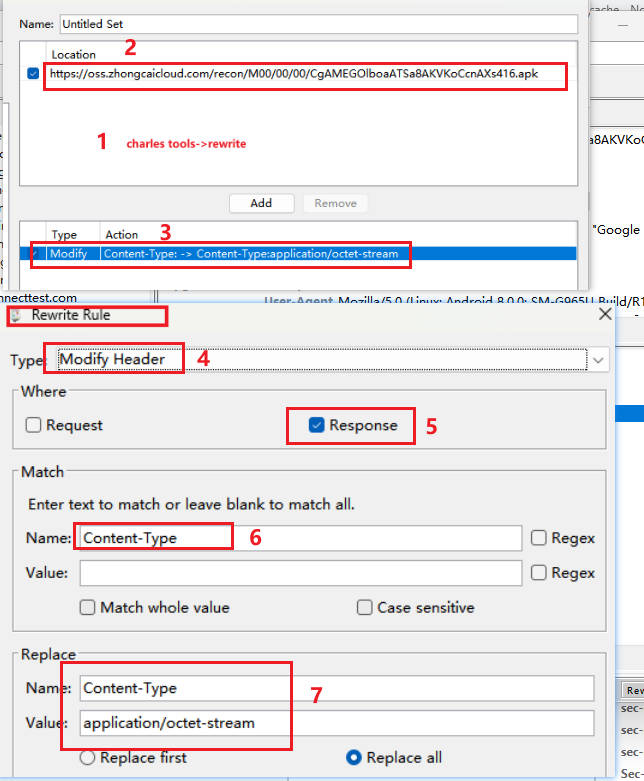 cache
Name: Untitled Set
2
Location
https://oss.zhongcaicloud.com/recon/M00/00/00/CgAMEGOlboaATSa8AKVKoCcnAXs416.apk
1 charles tools->rewrite
a8AKVKoC
Add Remove
3
Type Action
"Google
Modify Content-Type: -> Content-Type:application/octet-stream
nnecttest.com
User-Agent Mozilla/5.0 (Linux; Android 8.0.0; SM-G965U Build/R1
Rewrite Rule
Type: Modify Header 4
Where
Request Response 5
Match
Enter text to match or leave blank to match all.
Name: Content-Type 6 Regex
Value: Regex
Match whole value Case sensitive
Replace
Name: Content-Type 7
Value: application/octet-stream
Replace first Replace all
Rew
sec-
sec-
sec-
Sec-